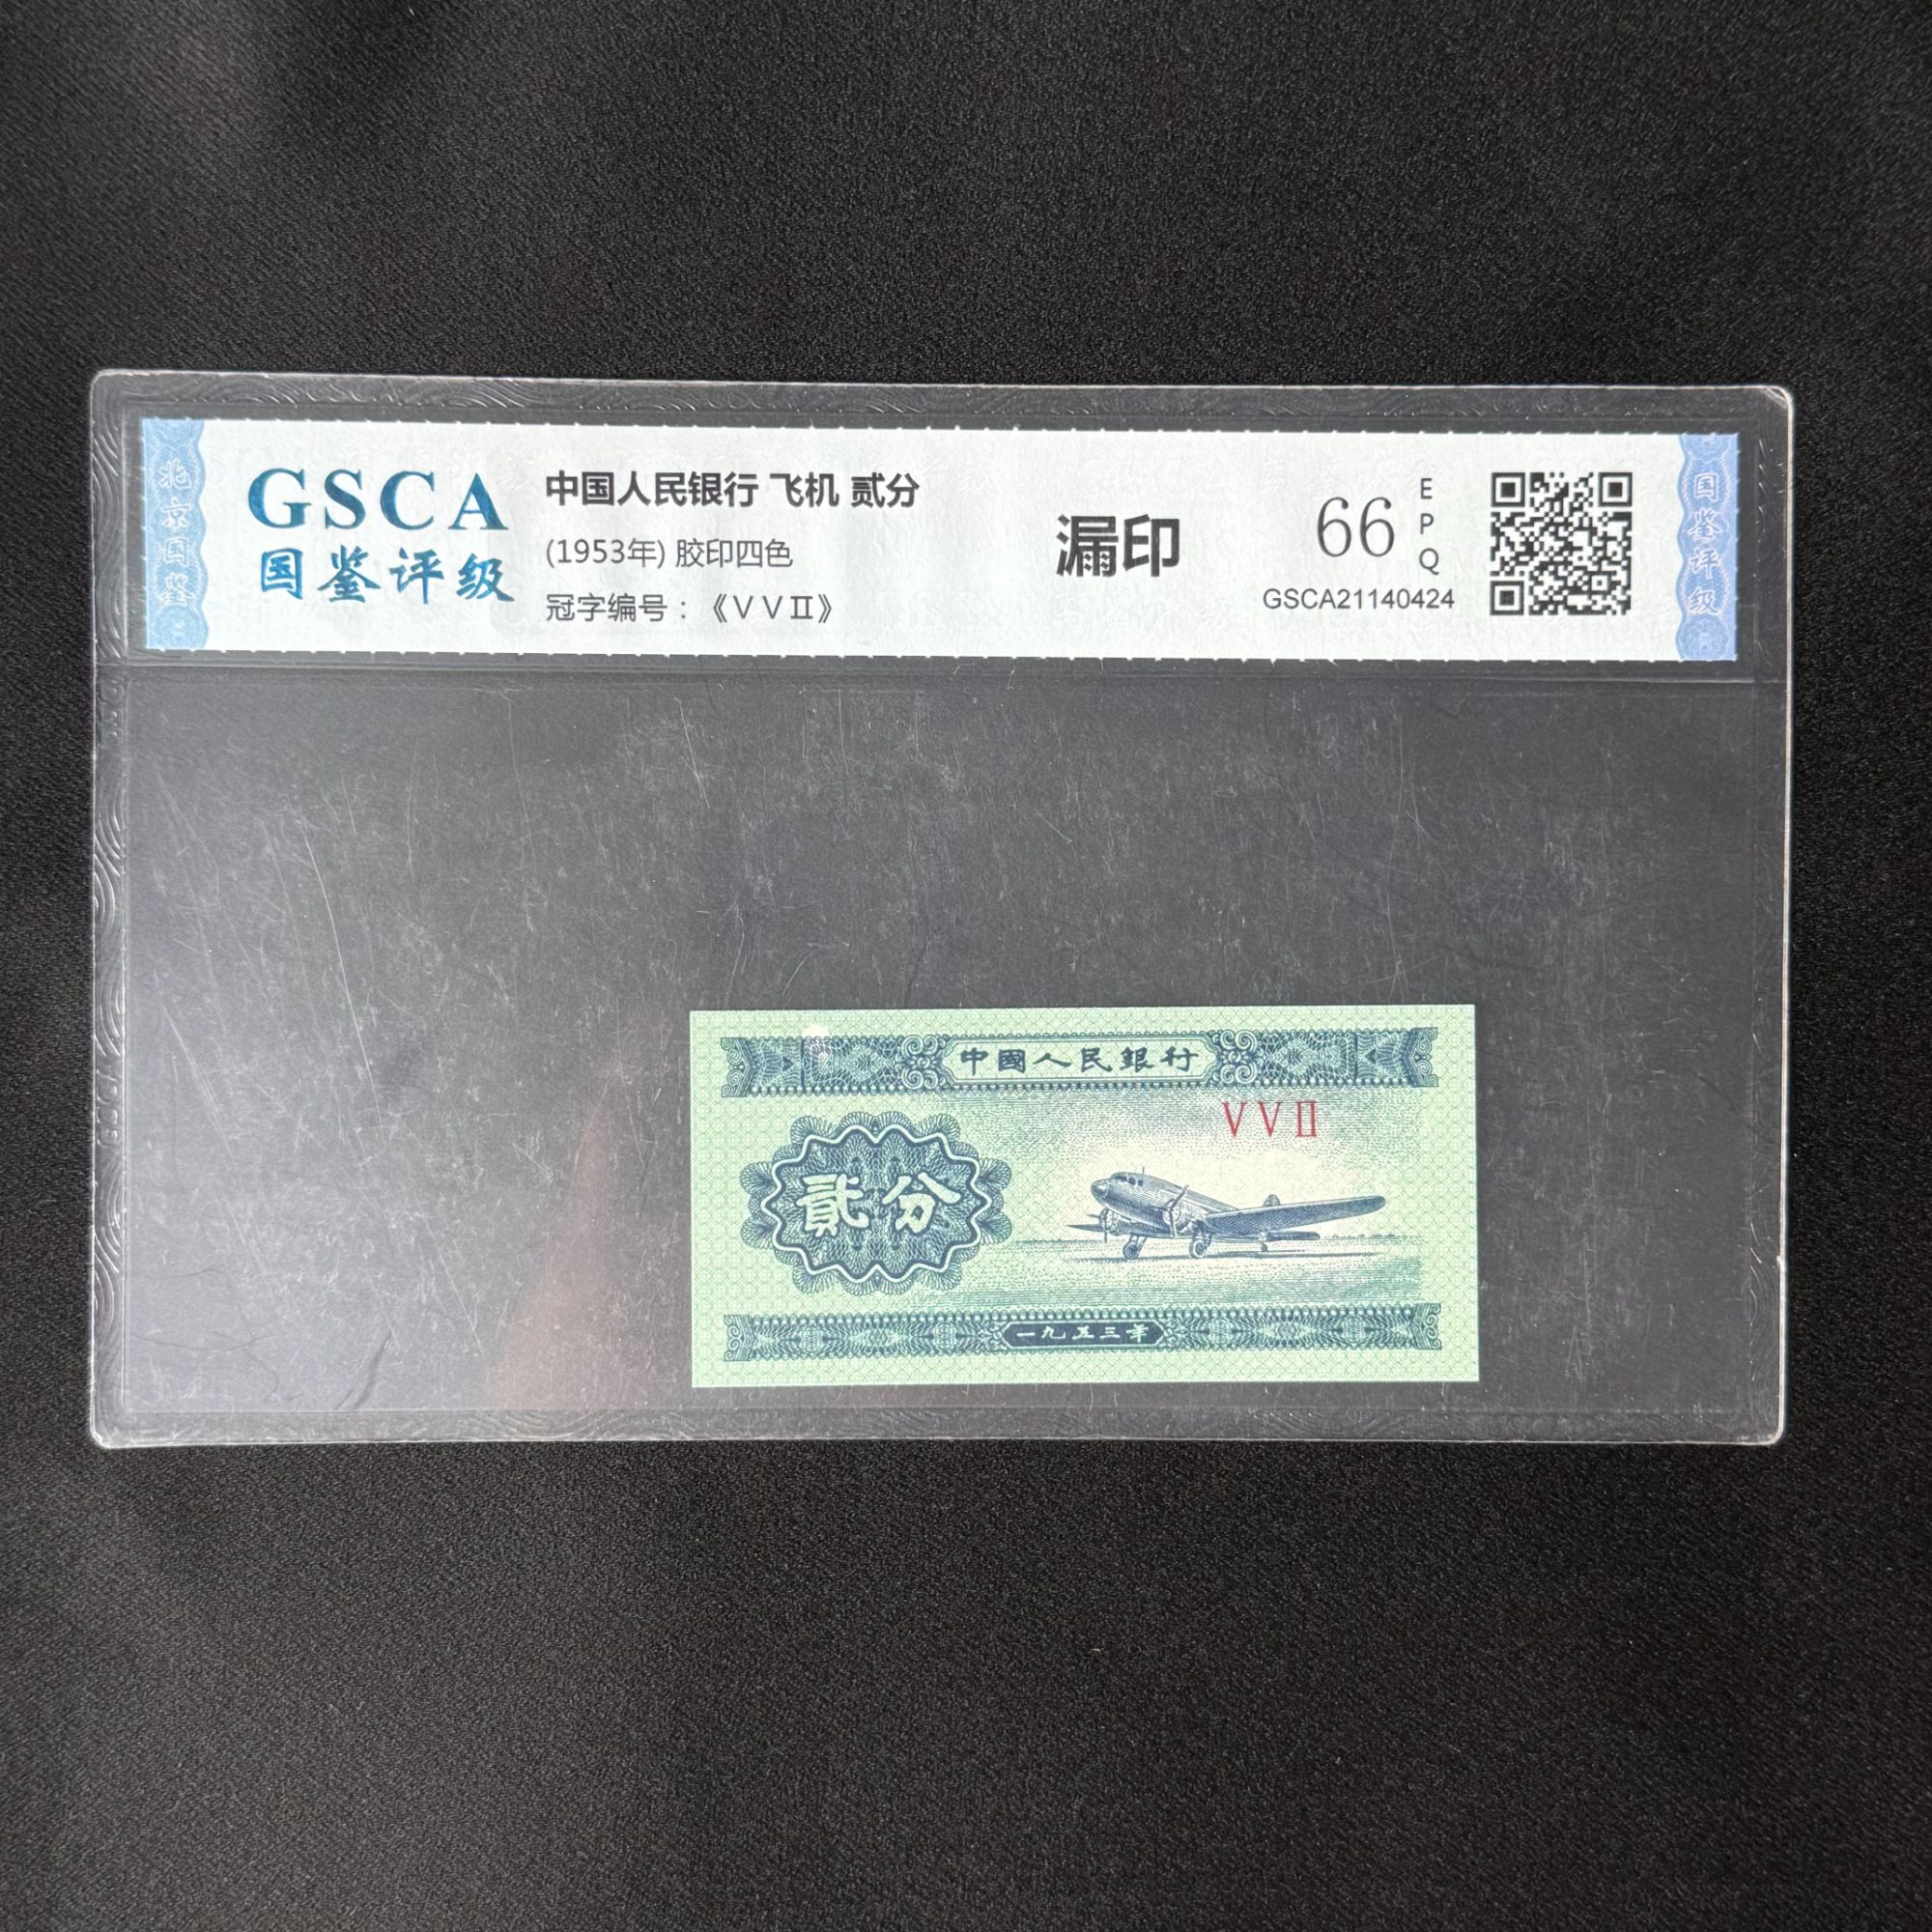 北京国鉴
GSCA
国鉴评级
中国人民银行 飞机 贰分
(1953年) 胶印四色
冠字编号：《ⅤⅤⅡ》
漏印
66
EPQ
GSCA21140424
国鉴评级
中國人民銀行
ⅤⅤⅡ
貳分
一九五三年